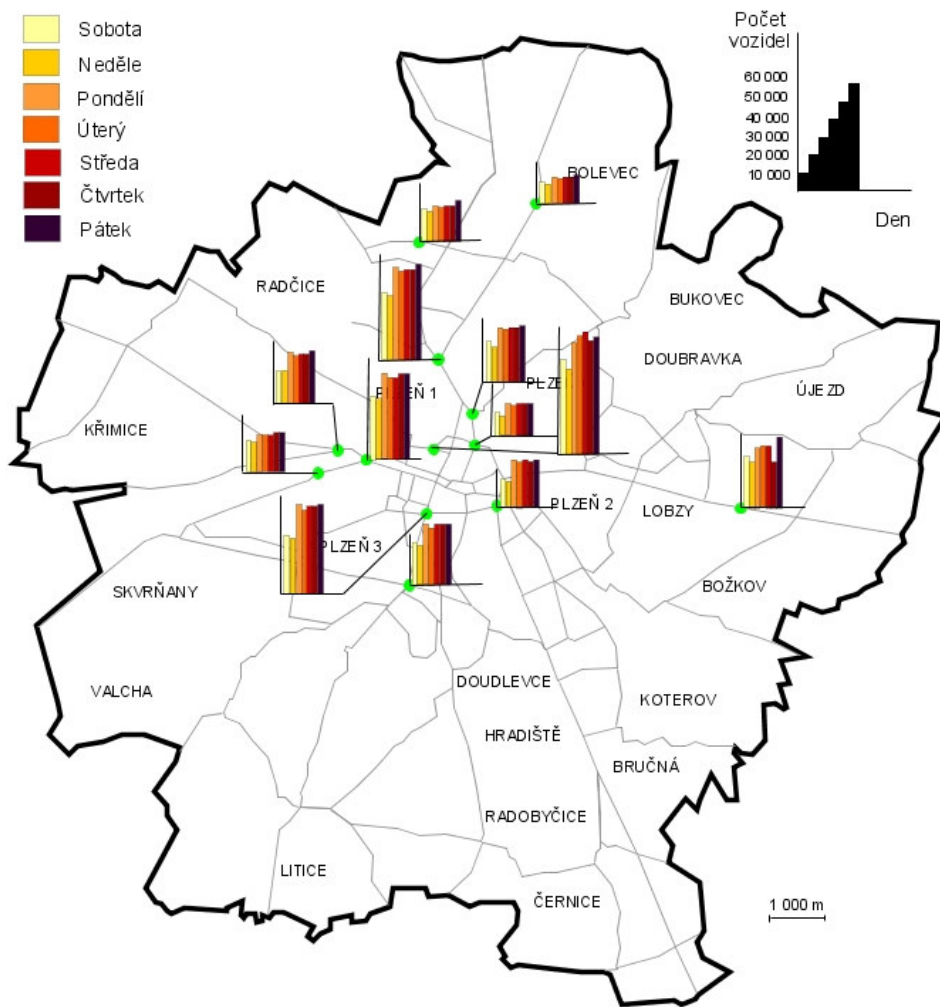 Sobota
Neděle
Pondělí
Úterý
Středa
Čtvrtek
Pátek
Počet
vozidel
60 000
50 000
40 000
30 000
20 000
10 000
Den
BOLEVEC
RADČICE
BUKOVEC
DOUBRAVKA
ÚJEZD
PLZEŇ 1
KŘIMICE
LOBZY
PLZEŇ 2
PLZEŇ 3
BOŽKOV
SKVRŇANY
VALCHA
DOUDLEVCE
KOTEROV
HRADIŠTĚ
BRUČNÁ
RADOBYČICE
LITICE
ČERNICE
1 000 m